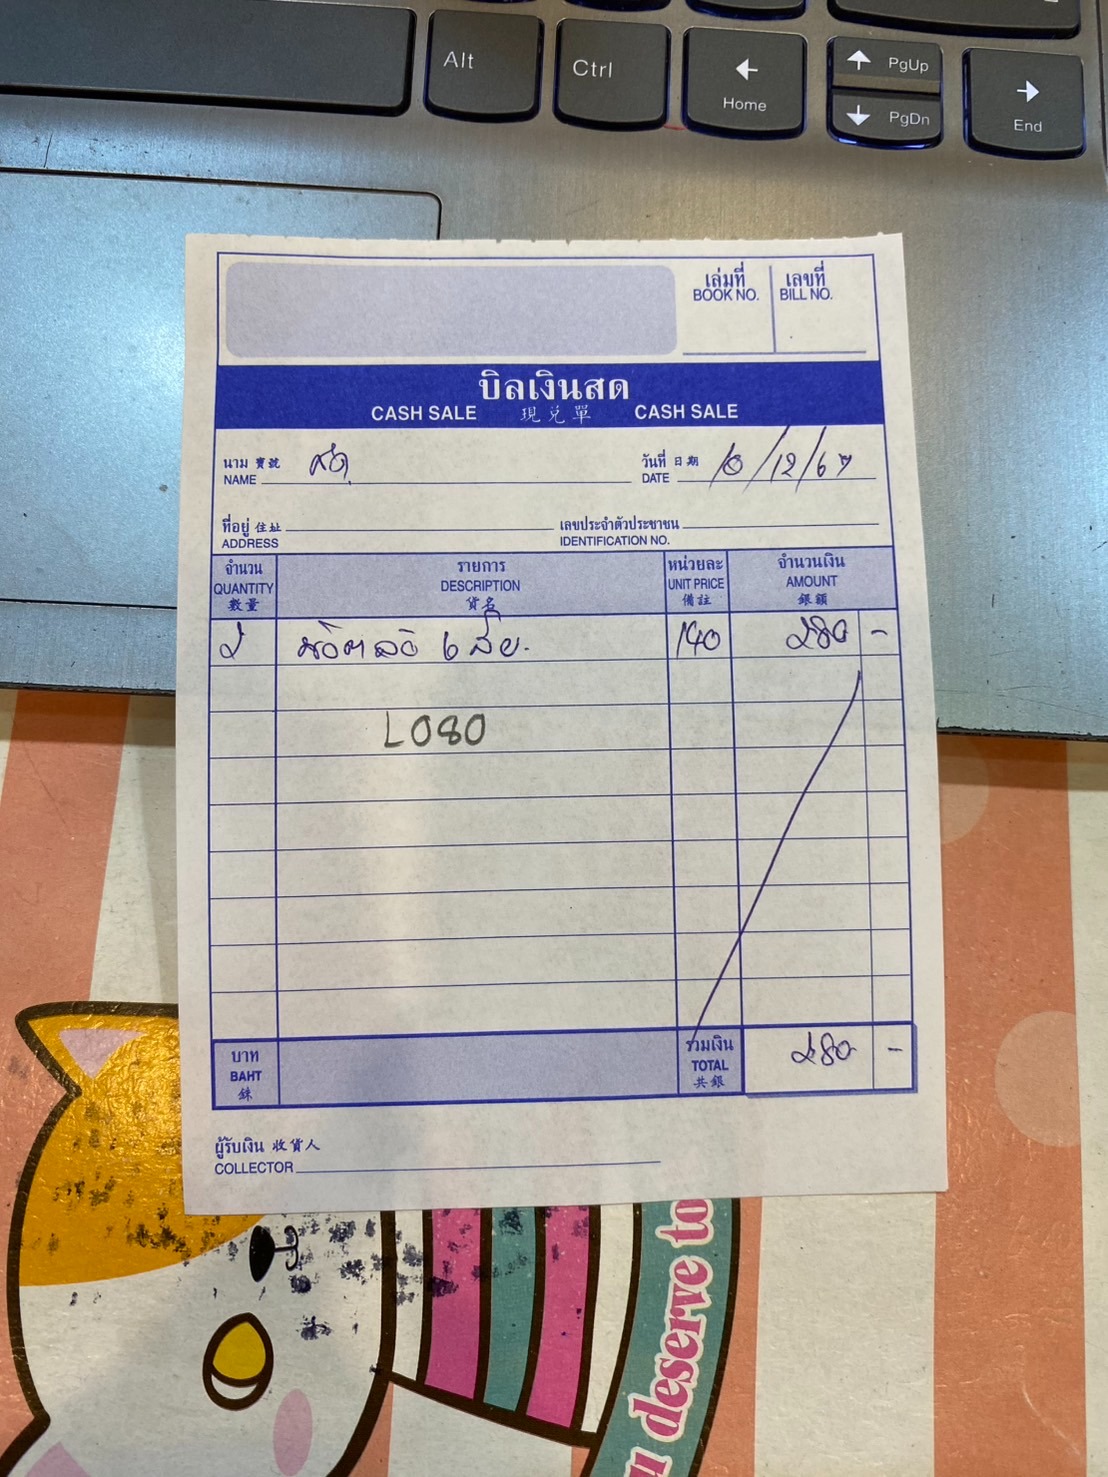 Alt
Ctrl
Home
PgUp
PgDn
End
เล่มที่ เลขที่
BOOK NO. BILL NO.
บิลเงินสด
CASH SALE 現兌單 CASH SALE
นาม 寶號 สด วันที่ 日期 10/12/67
NAME DATE
ที่อยู่ 住址 เลขประจำตัวประชาชน
ADDRESS IDENTIFICATION NO.
จำนวน รายการ หน่วยละ จำนวนเงิน
QUANTITY DESCRIPTION UNIT PRICE AMOUNT
數量 貨名 備註 銀額
2 140 280 -
L080
บาท รวมเงิน 280 -
BAHT TOTAL
銖 共銀
ผู้รับเงิน 收貨人
COLLECTOR
u deserve to